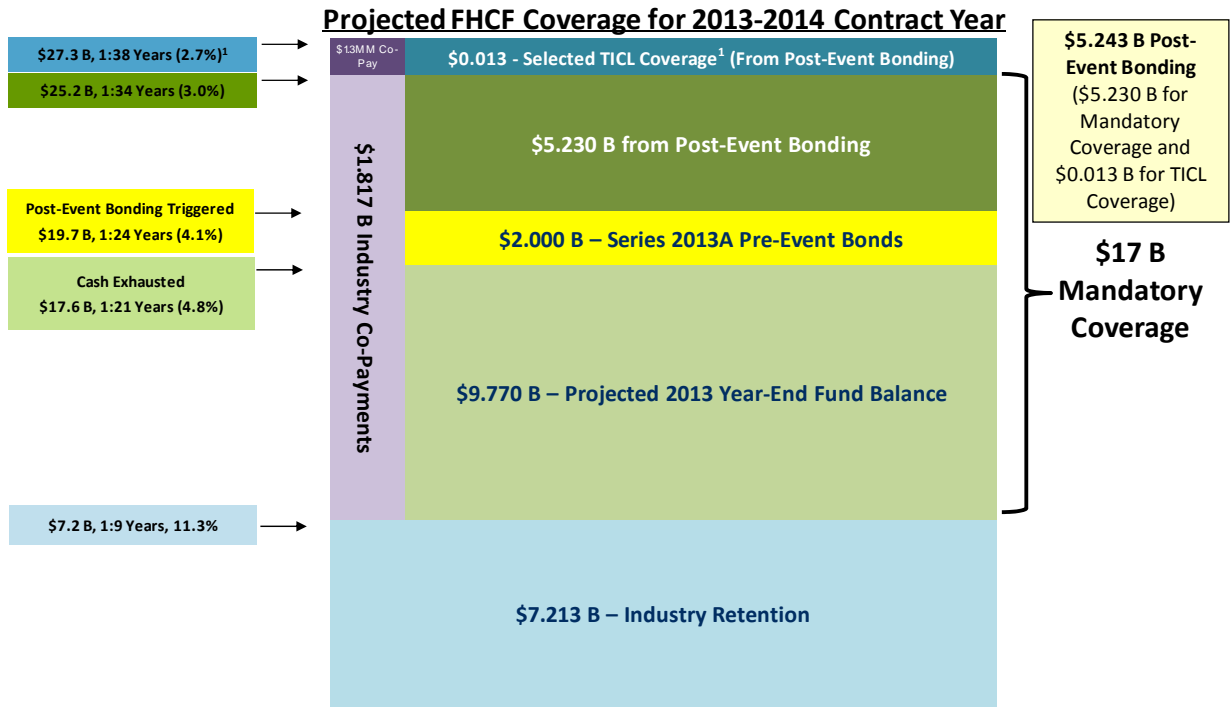 Projected FHCF Coverage for 2013-2014 Contract Year
$27.3 B, 1:38 Years (2.7%)¹
$25.2 B, 1:34 Years (3.0%)
Post-Event Bonding Triggered
$19.7 B, 1:24 Years (4.1%)
Cash Exhausted
$17.6 B, 1:21 Years (4.8%)
$7.2 B, 1:9 Years, 11.3%
$1.3MM Co-
Pay
$1.817 B Industry Co-Payments
$0.013 - Selected TICL Coverage¹ (From Post-Event Bonding)
$5.230 B from Post-Event Bonding
$2.000 B – Series 2013A Pre-Event Bonds
$9.770 B – Projected 2013 Year-End Fund Balance
$7.213 B – Industry Retention
$5.243 B Post-
Event Bonding
($5.230 B for
Mandatory
Coverage and
$0.013 B for TICL
Coverage)
$17 B
Mandatory
Coverage